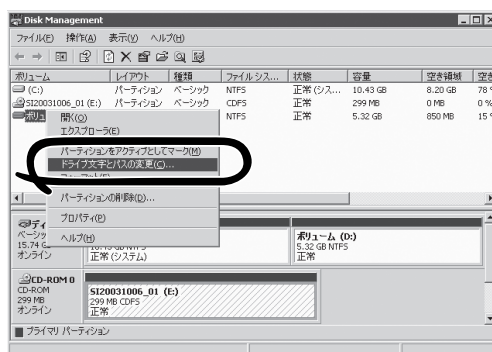 Disk Management
ファイル(F) 操作(A) 表示(V) ヘルプ(H)
ボリューム レイアウト 種類 ファイル シス... 状態 容量 空き領域 空き
(C:) パーティション ベーシック NTFS 正常 (シス... 10.43 GB 8.20 GB 78
SI20031006_01 (E:) パーティション ベーシック CDFS 正常 299 MB 0 MB 0 %
ボリュ NTFS 正常 5.32 GB 850 MB 15
開く(O)
エクスプローラ(E)
パーティションをアクティブとしてマーク(M)
ドライブ文字とパスの変更(C)...
パーティションの削除(D)...
プロパティ(P)
ヘルプ(H)
ディ
ベーシッ
15.74 G
オンライン
正常 (システム)
ボリューム (D:)
5.32 GB NTFS
正常
CD-ROM 0
CD-ROM
299 MB
オンライン
SI20031006_01 (E:)
299 MB CDFS
正常
プライマリ パーティション